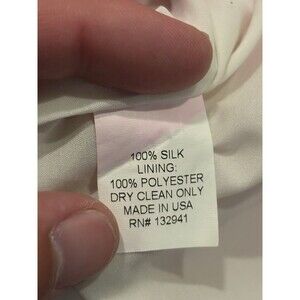 100% SILK
LINING:
100% POLYESTER
DRY CLEAN ONLY
MADE IN USA
RN# 132941